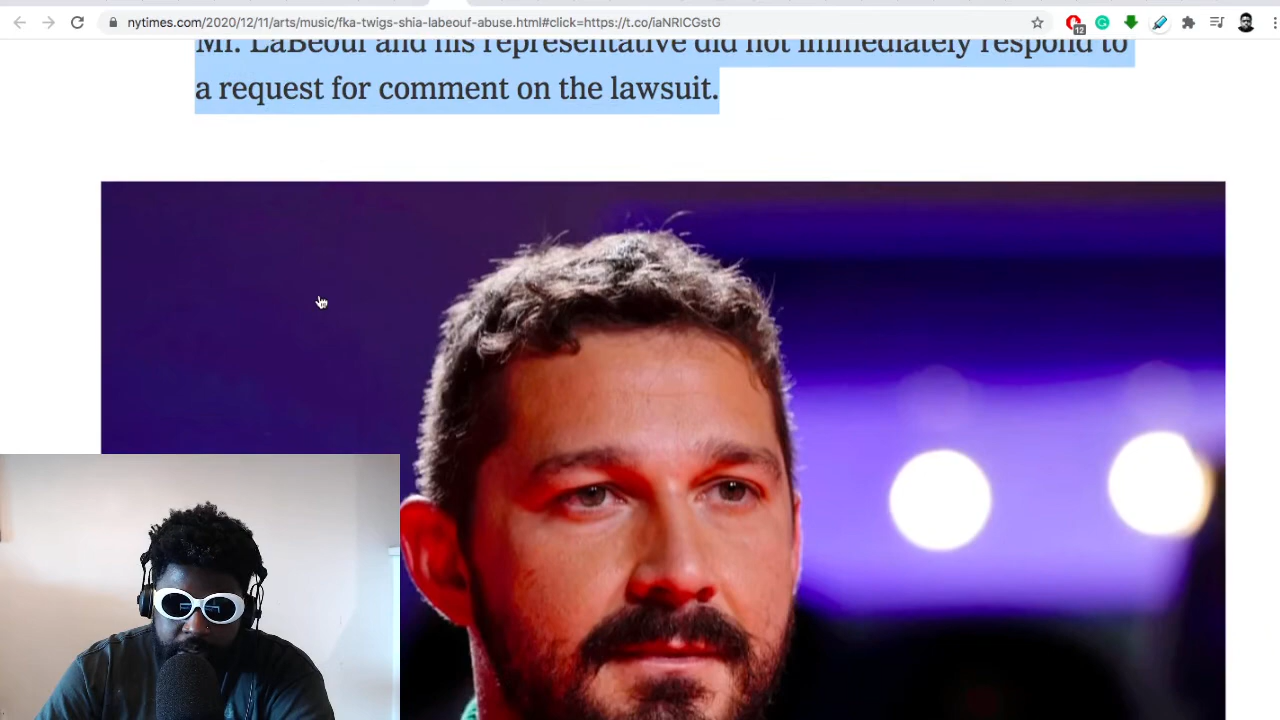 nytimes.com/2020/12/11/arts/music/fka-twigs-shia-labeouf-abuse.html#click=https://t.co/iaNRICGstG
12
Mr. LaBeouf and his representative did not immediately respond to
a request for comment on the lawsuit.